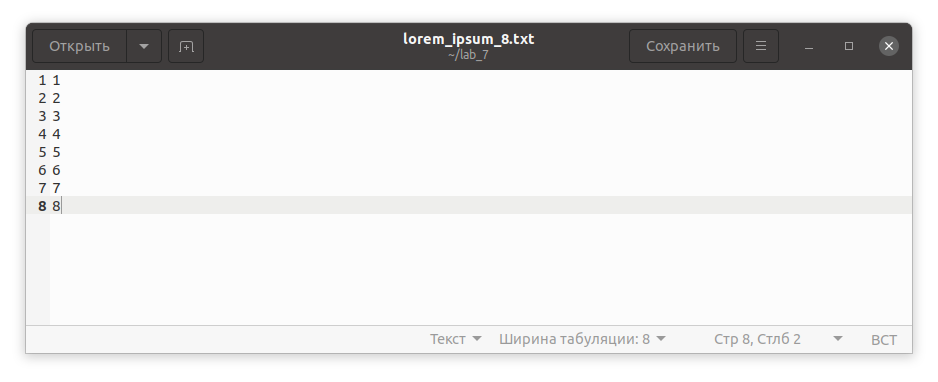 Открыть
lorem_ipsum_8.txt
~/lab_7
Сохранить
1 1
2 2
3 3
4 4
5 5
6 6
7 7
8 8
Текст Ширина табуляции: 8 Стр 8, Стлб 2 ВСТ